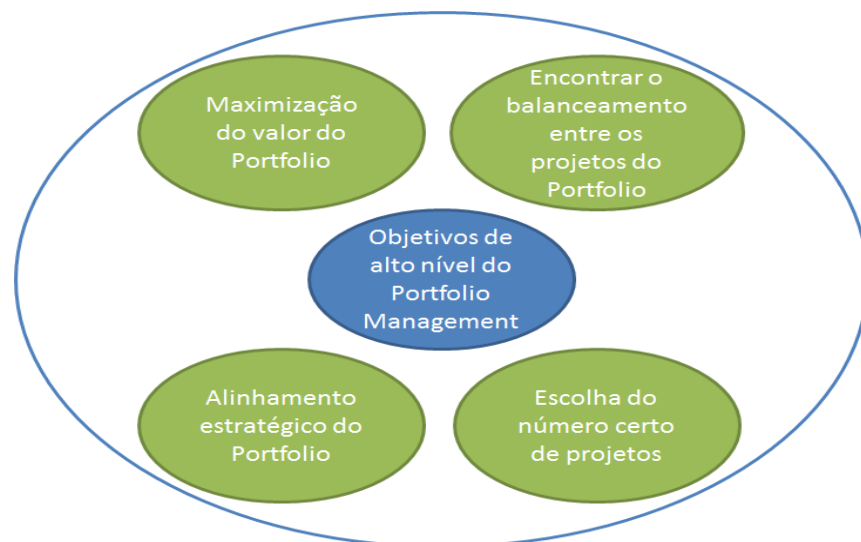 Maximização
do valor do
Portfolio
Encontrar o
balanceamento
entre os
projetos do
Portfolio
Objetivos de
alto nível do
Portfolio
Management
Alinhamento
estratégico do
Portfolio
Escolha do
número certo
de projetos